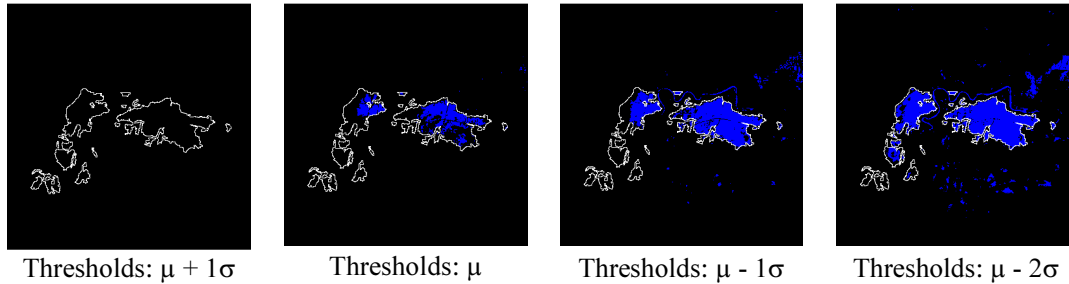 Thresholds: μ + 1σ
Thresholds: μ
Thresholds: μ - 1σ
Thresholds: μ - 2σ